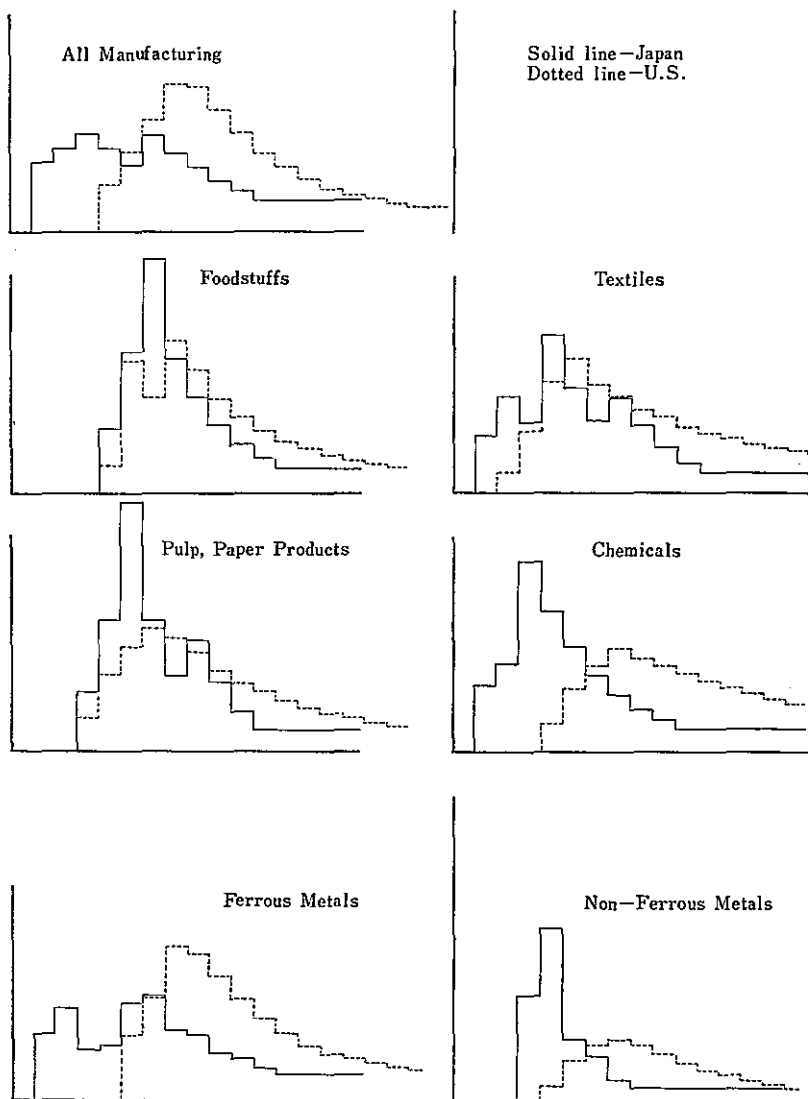 All Manufacturing
Solid line—Japan
Dotted line—U.S.
Foodstuffs
Textiles
Pulp, Paper Products
Chemicals
Ferrous Metals
Non—Ferrous Metals